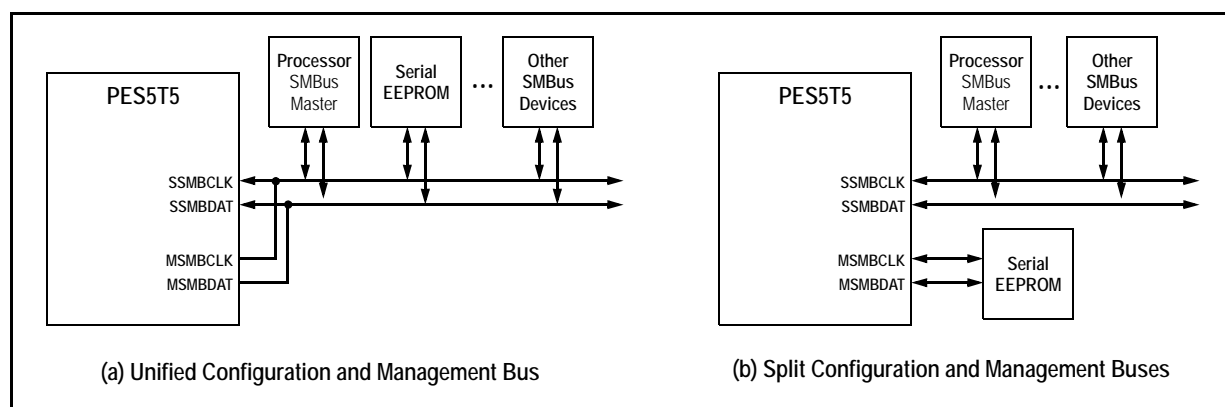 PES5T5
Processor
SMBus
Master
Serial
EEPROM
...
Other
SMBus
Devices
SSMBCLK
SSMBDAT
MSMBCLK
MSMBDAT
(a) Unified Configuration and Management Bus
PES5T5
Processor
SMBus
Master
...
Other
SMBus
Devices
SSMBCLK
SSMBDAT
MSMBCLK
MSMBDAT
Serial
EEPROM
(b) Split Configuration and Management Buses